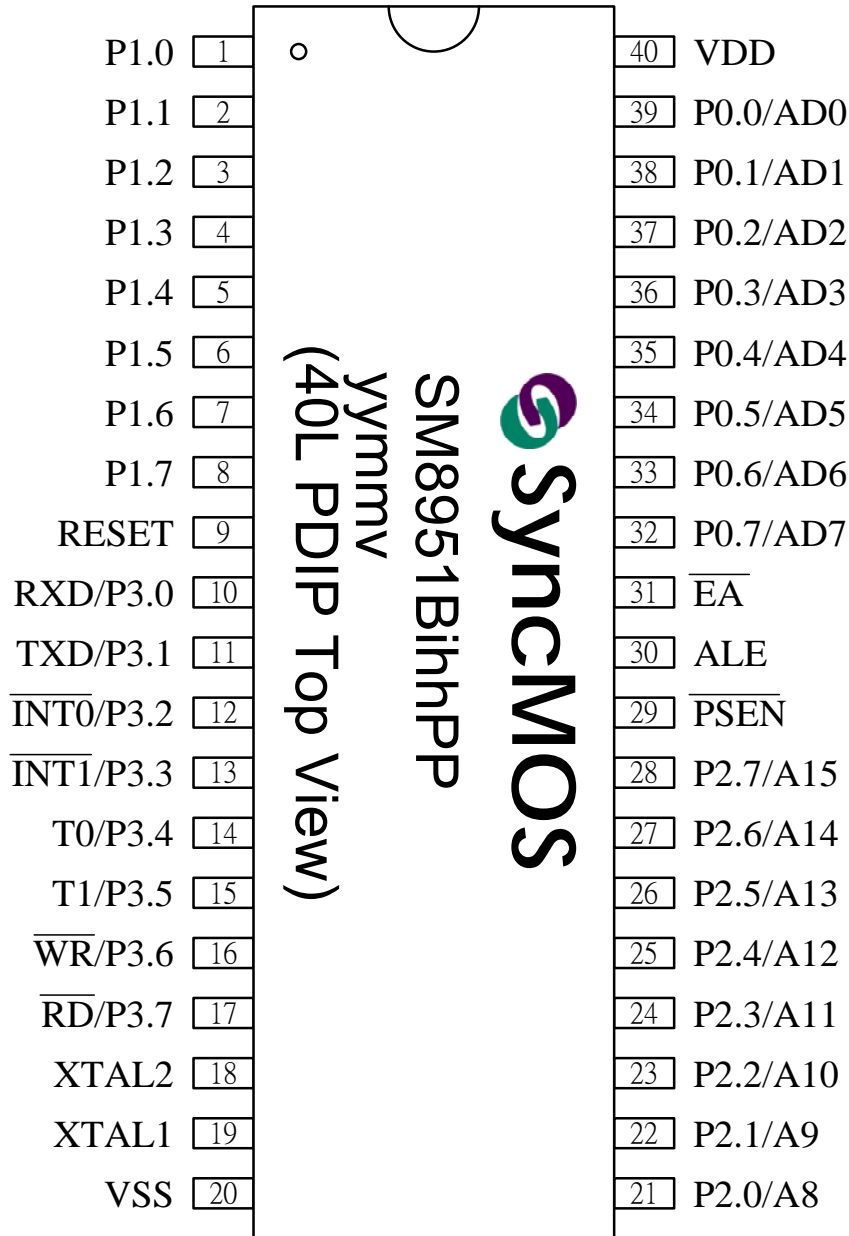 P1.0 1 40 VDD
P1.1 2 39 P0.0/AD0
P1.2 3 38 P0.1/AD1
P1.3 4 37 P0.2/AD2
P1.4 5 36 P0.3/AD3
P1.5 6 35 P0.4/AD4
P1.6 7 34 P0.5/AD5
P1.7 8 33 P0.6/AD6
RESET 9 32 P0.7/AD7
RXD/P3.0 10 31 E̅A̅
TXD/P3.1 11 30 ALE
I̅N̅T̅0̅/P3.2 12 29 P̅S̅E̅N̅
I̅N̅T̅1̅/P3.3 13 28 P2.7/A15
T0/P3.4 14 27 P2.6/A14
T1/P3.5 15 26 P2.5/A13
W̅R̅/P3.6 16 25 P2.4/A12
R̅D̅/P3.7 17 24 P2.3/A11
XTAL2 18 23 P2.2/A10
XTAL1 19 22 P2.1/A9
VSS 20 21 P2.0/A8
SyncMOS
SM8951BihhPP
yymmv
(40L PDIP Top View)